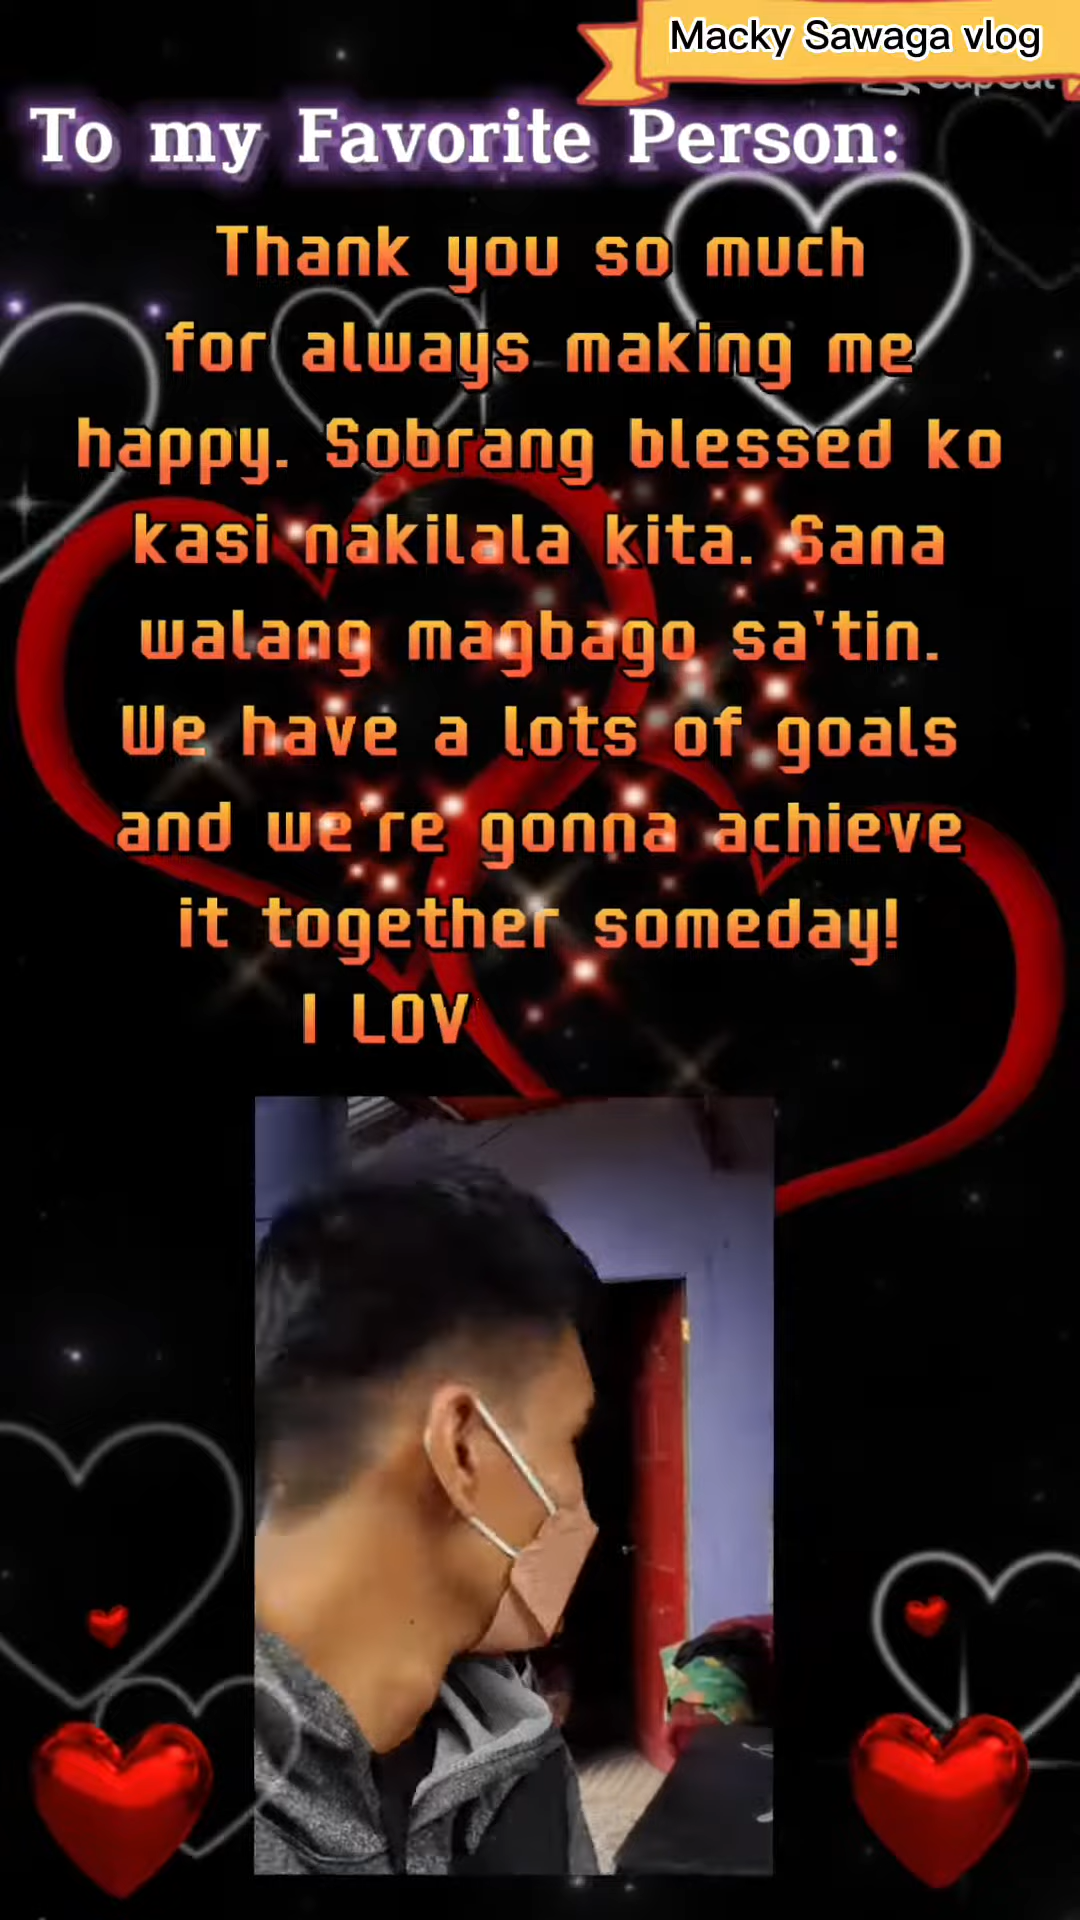 Macky Sawaga vlog
CapCut
To my Favorite Person:
Thank you so much
for always making me
happy. Sobrang blessed ko
kasi nakilala kita. Sana
walang magbago sa'tin.
We have a lots of goals
and we're gonna achieve
it together someday!
I LOV